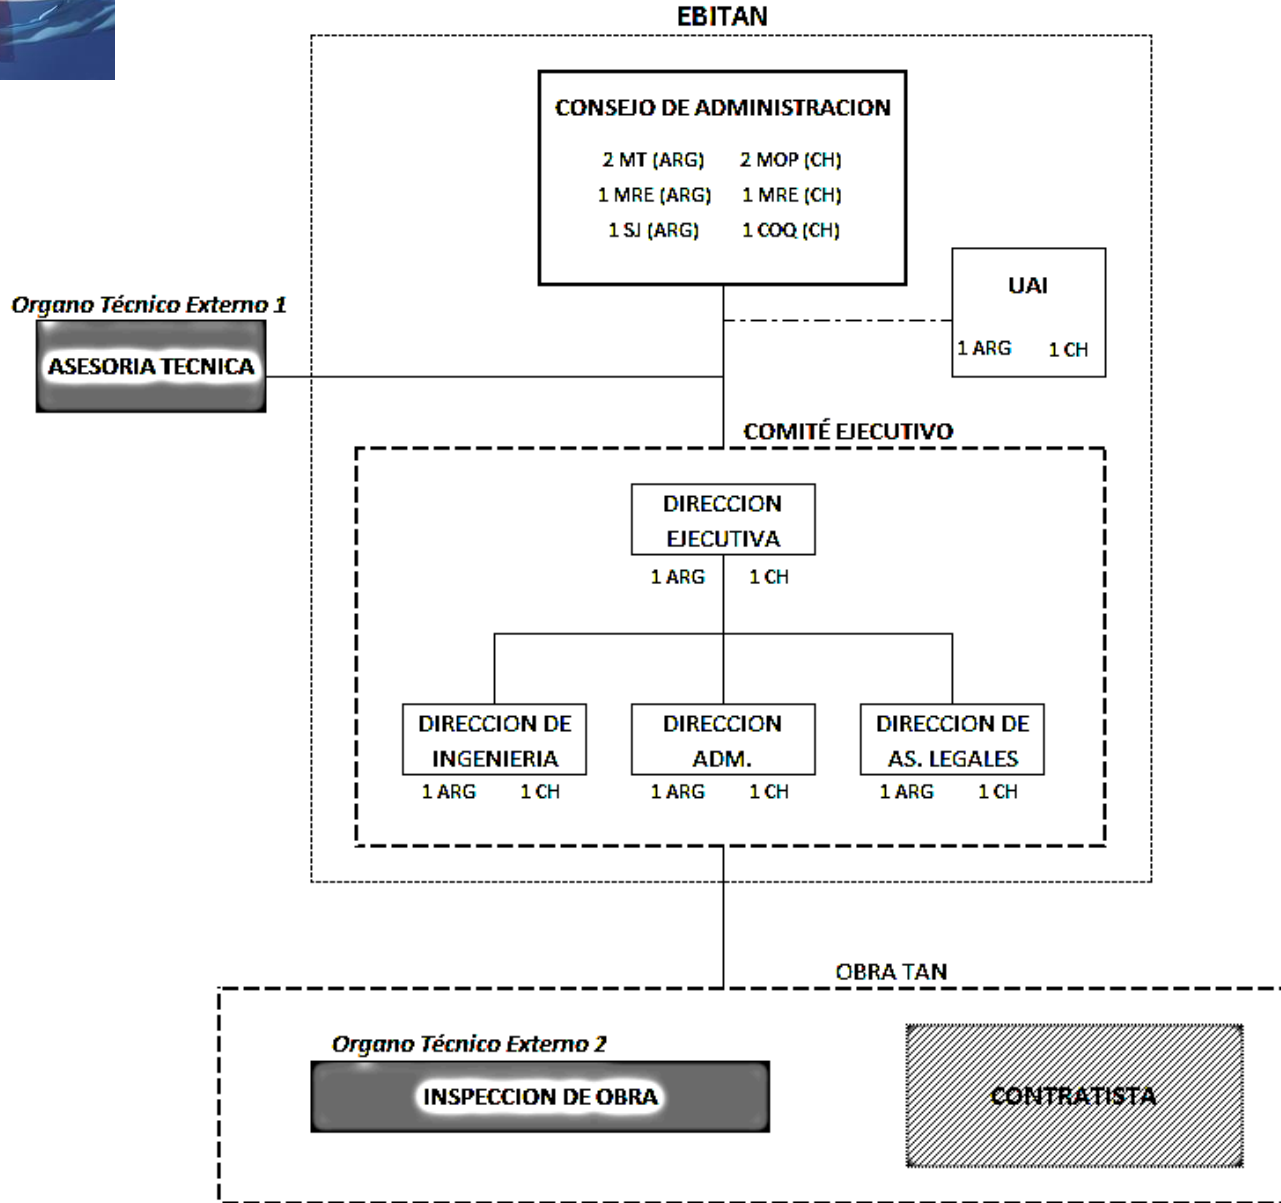 EBITAN
CONSEJO DE ADMINISTRACION
2 MT (ARG) 2 MOP (CH)
1 MRE (ARG) 1 MRE (CH)
1 SJ (ARG) 1 COQ (CH)
UAI
1 ARG 1 CH
Organo Técnico Externo 1
ASESORIA TECNICA
COMITÉ EJECUTIVO
DIRECCION
EJECUTIVA
1 ARG 1 CH
DIRECCION DE
INGENIERIA
1 ARG 1 CH
DIRECCION
ADM.
1 ARG 1 CH
DIRECCION DE
AS. LEGALES
1 ARG 1 CH
OBRA TAN
Organo Técnico Externo 2
INSPECCION DE OBRA
CONTRATISTA